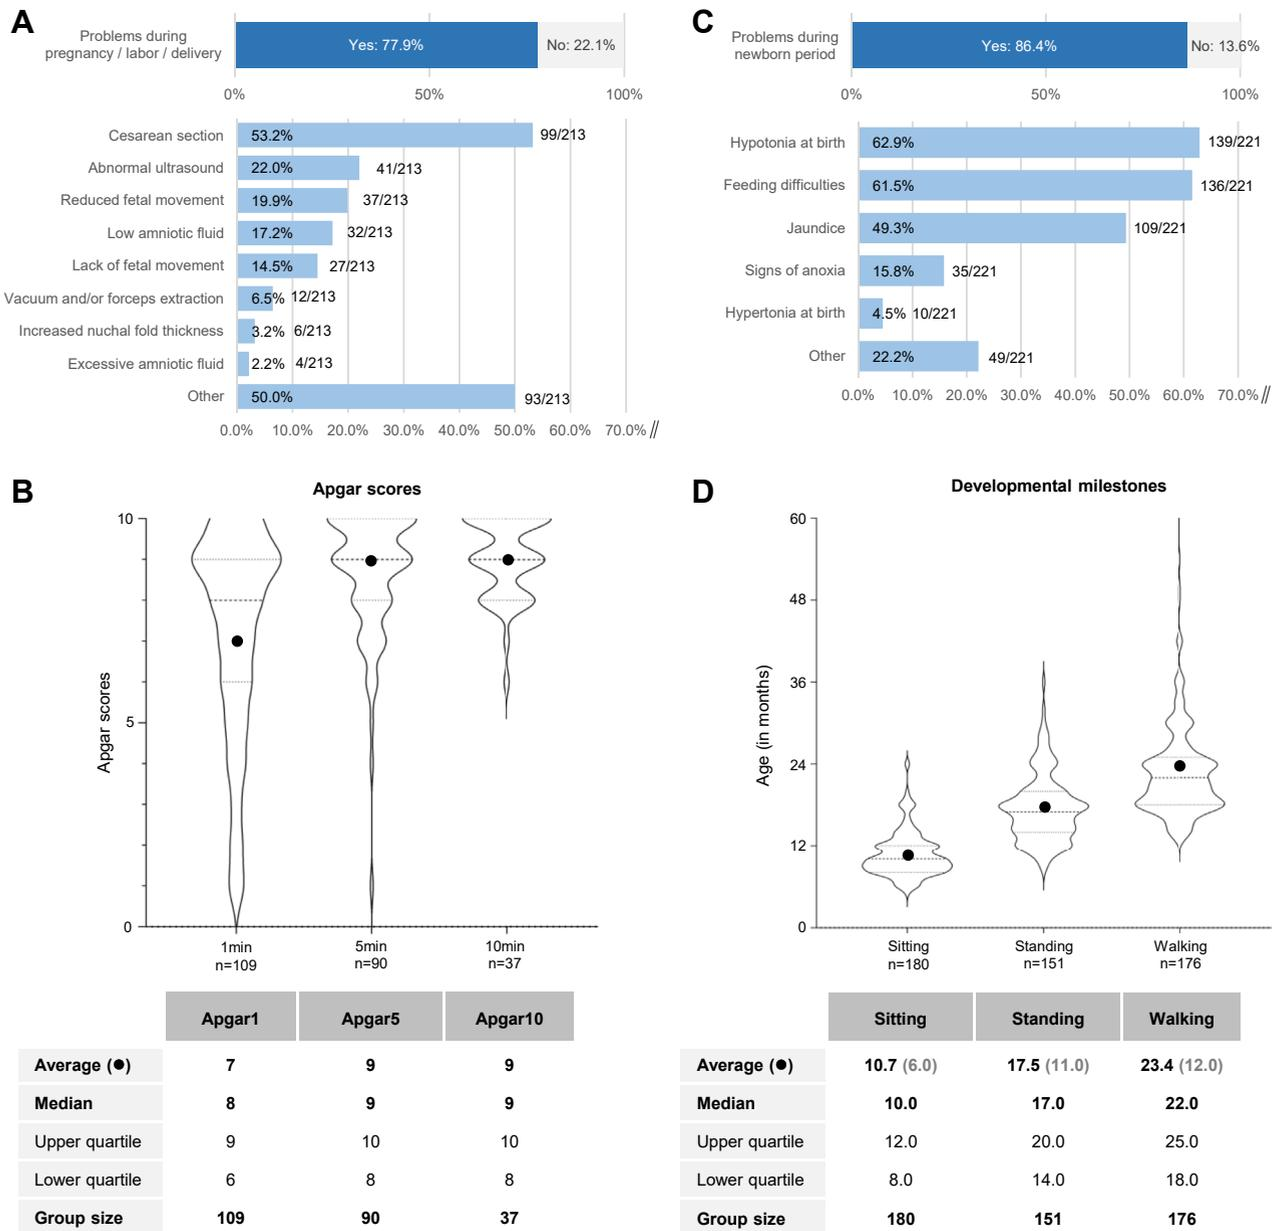 A
Problems during
pregnancy / labor / delivery
Yes: 77.9%
No: 22.1%
0%
50%
100%
Cesarean section
53.2%
99/213
Abnormal ultrasound
22.0%
41/213
Reduced fetal movement
19.9%
37/213
Low amniotic fluid
17.2%
32/213
Lack of fetal movement
14.5%
27/213
Vacuum and/or forceps extraction
6.5%
12/213
Increased nuchal fold thickness
3.2%
6/213
Excessive amniotic fluid
2.2%
4/213
Other
50.0%
93/213
0.0% 10.0% 20.0% 30.0% 40.0% 50.0% 60.0% 70.0% //
C
Problems during
newborn period
Yes: 86.4%
No: 13.6%
0%
50%
100%
Hypotonia at birth
62.9%
139/221
Feeding difficulties
61.5%
136/221
Jaundice
49.3%
109/221
Signs of anoxia
15.8%
35/221
Hypertonia at birth
4.5%
10/221
Other
22.2%
49/221
0.0% 10.0% 20.0% 30.0% 40.0% 50.0% 60.0% 70.0% //
B
Apgar scores
Apgar scores
10
5
0
1min
n=109
5min
n=90
10min
n=37
Apgar1 Apgar5 Apgar10
Average (●) 7 9 9
Median 8 9 9
Upper quartile 9 10 10
Lower quartile 6 8 8
Group size 109 90 37
D
Developmental milestones
Age (in months)
60
48
36
24
12
0
Sitting
n=180
Standing
n=151
Walking
n=176
Sitting Standing Walking
Average (●) 10.7 (6.0) 17.5 (11.0) 23.4 (12.0)
Median 10.0 17.0 22.0
Upper quartile 12.0 20.0 25.0
Lower quartile 8.0 14.0 18.0
Group size 180 151 176